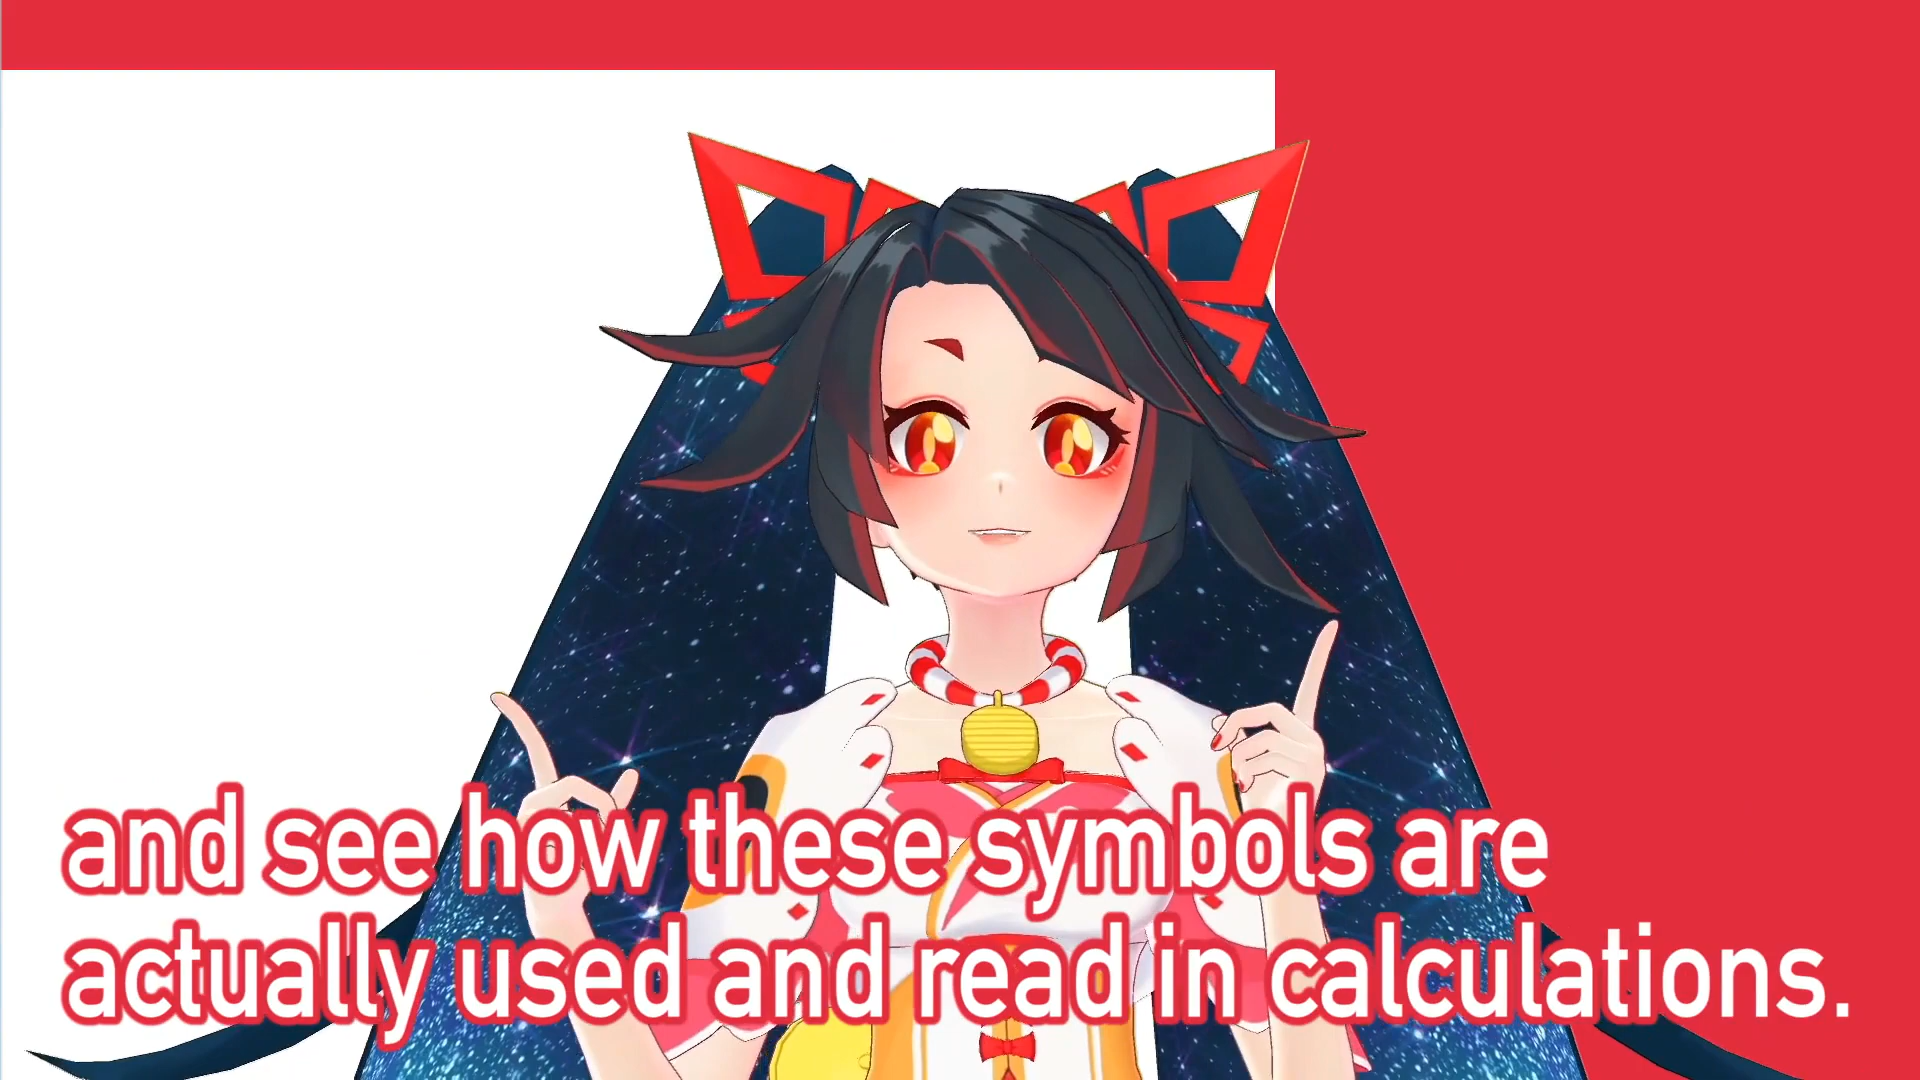 and see how these symbols are
actually used and read in calculations.